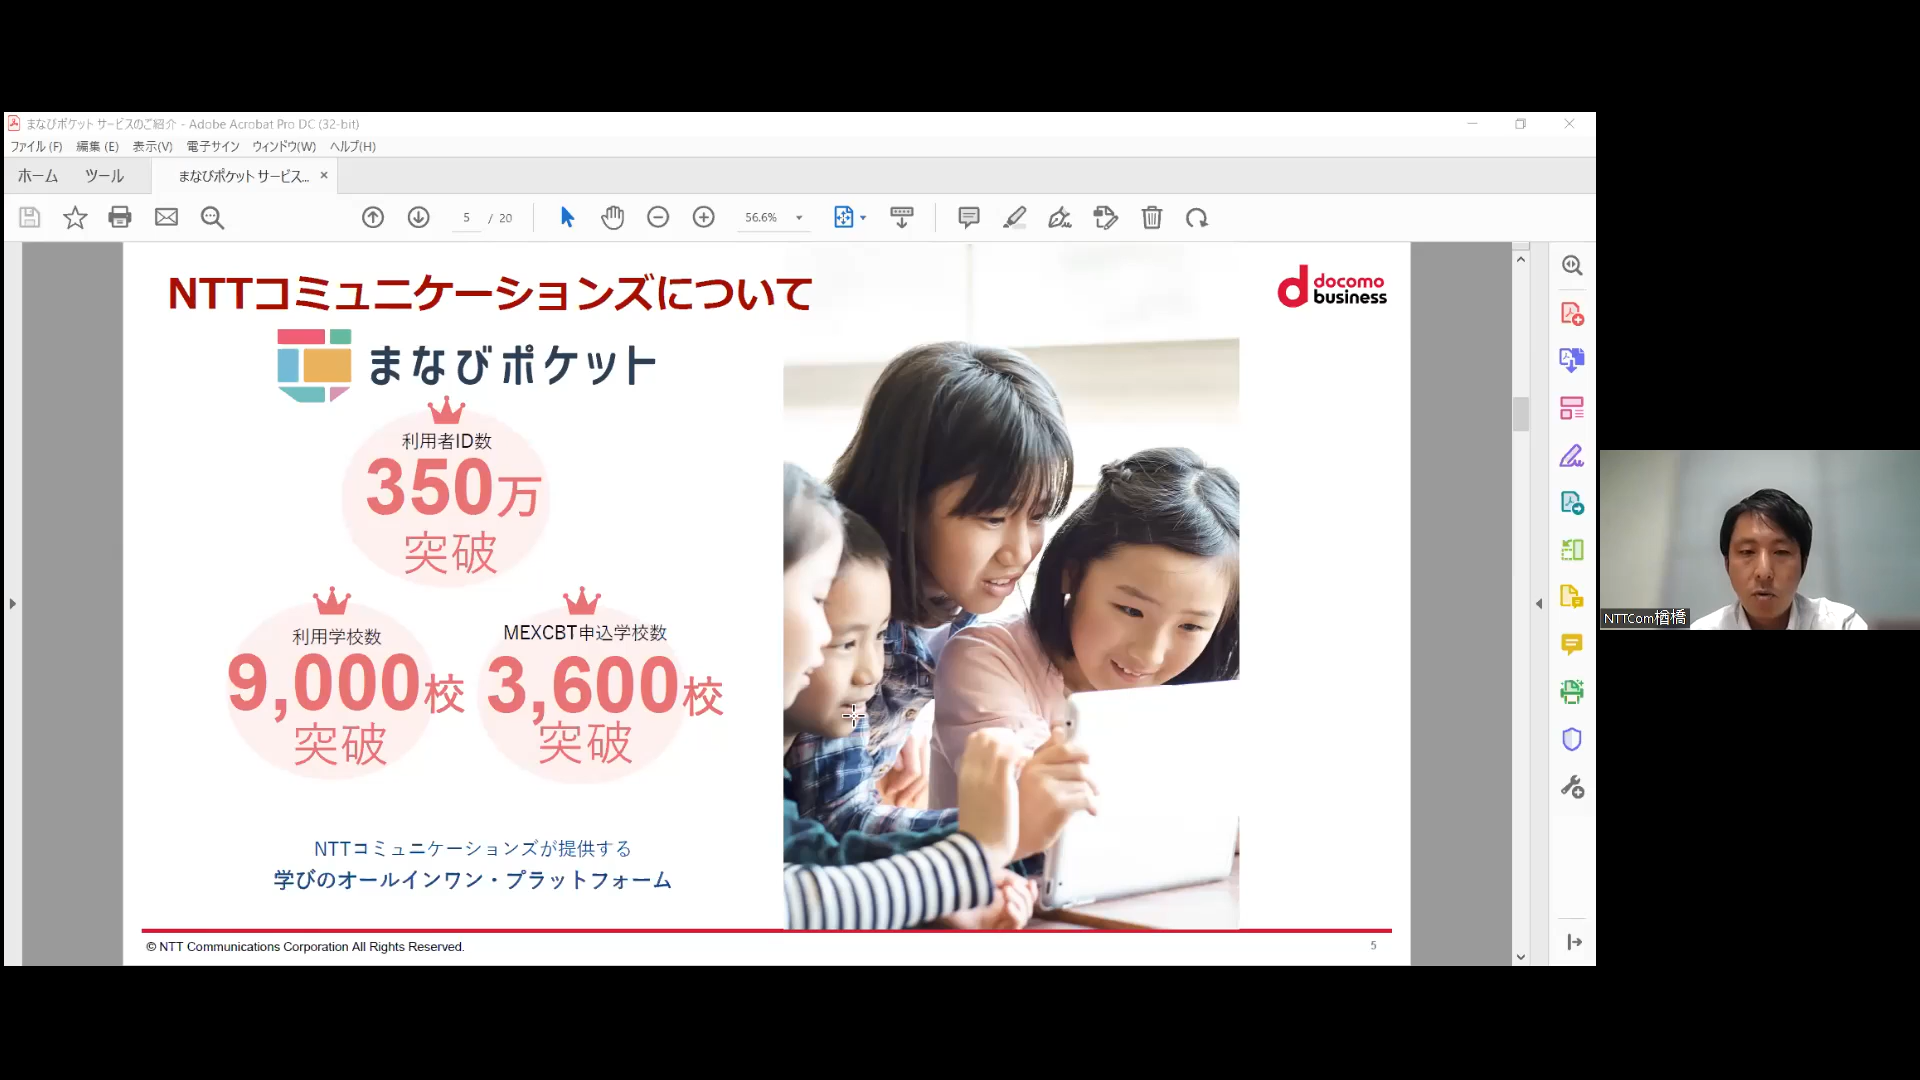 まなびポケット サービスのご紹介 - Adobe Acrobat Pro DC (32-bit)
ファイル(F) 編集(E) 表示(V) 電子サイン ウィンドウ(W) ヘルプ(H)
ホーム ツール まなびポケット サービス... ×
5 / 20 56.6%
NTTコミュニケーションズについて
docomo
business
まなびポケット
利用者ID数
350万
突破
利用学校数
9,000校
突破
MEXCBT申込学校数
3,600校
突破
NTTコミュニケーションズが提供する
学びのオールインワン・プラットフォーム
© NTT Communications Corporation All Rights Reserved.
5
NTTCom楢橋